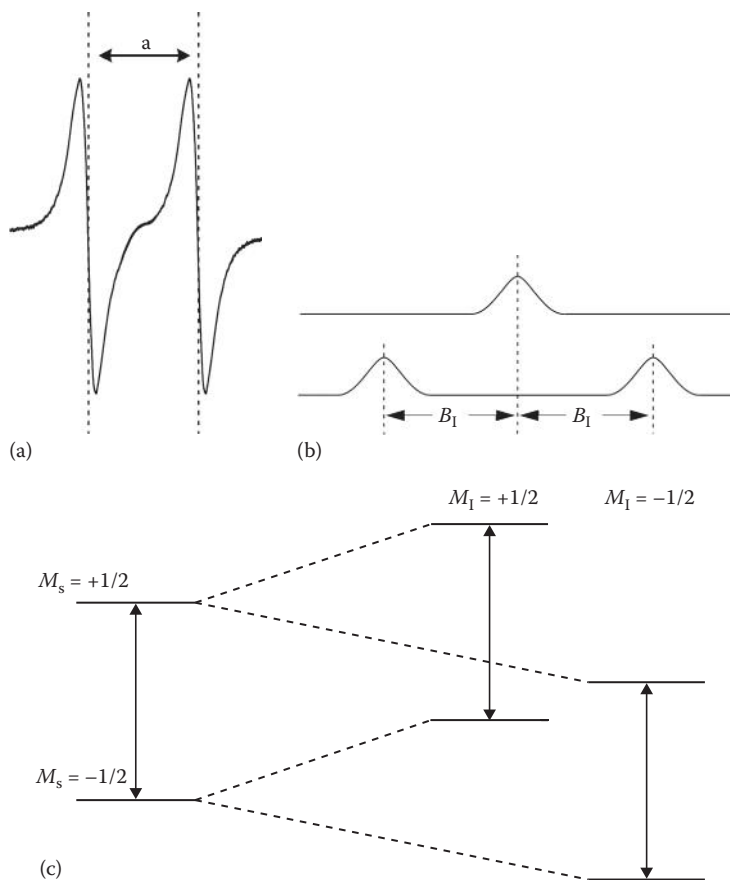 a
(a)
B_I B_I
(b)
M_I = +1/2 M_I = −1/2
M_s = +1/2
M_s = −1/2
(c)